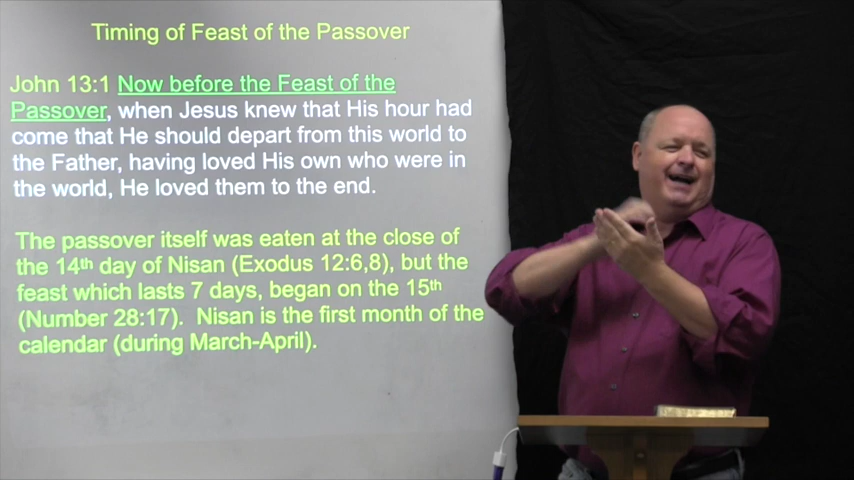 Timing of Feast of the Passover
John 13:1 Now before the Feast of the
Passover, when Jesus knew that His hour had
come that He should depart from this world to
the Father, having loved His own who were in
the world, He loved them to the end.
The passover itself was eaten at the close of
the 14th day of Nisan (Exodus 12:6,8), but the
feast which lasts 7 days, began on the 15th
(Number 28:17).  Nisan is the first month of the
calendar (during March-April).